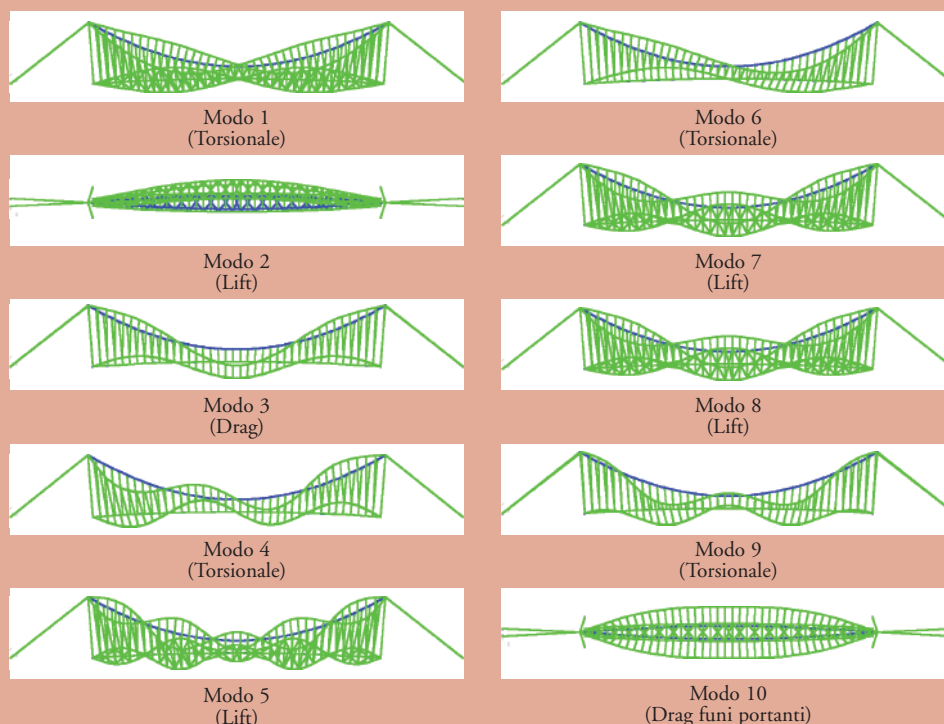 Modo 1
(Torsionale)
Modo 2
(Lift)
Modo 3
(Drag)
Modo 4
(Torsionale)
Modo 5
(Lift)
Modo 6
(Torsionale)
Modo 7
(Lift)
Modo 8
(Lift)
Modo 9
(Torsionale)
Modo 10
(Drag funi portanti)